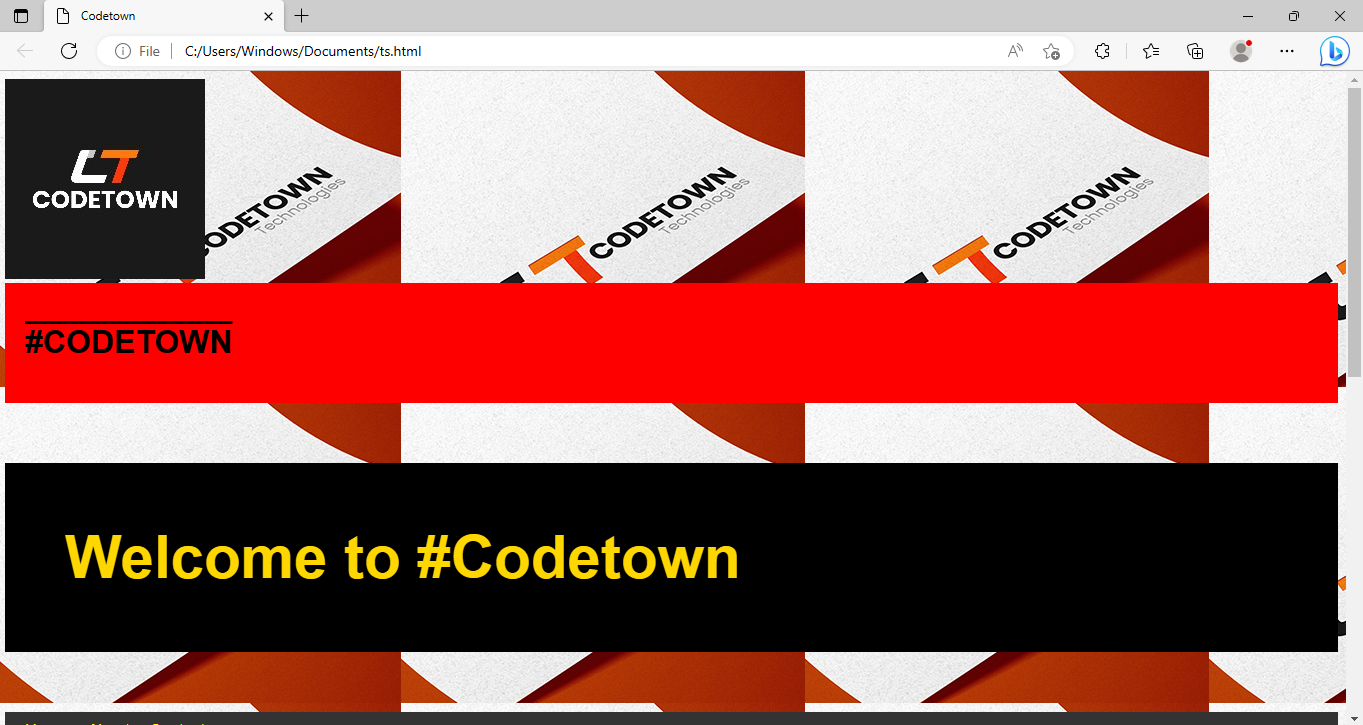 Codetown
File
C:/Users/Windows/Documents/ts.html
CODETOWN
CODETOWN
Technologies
CODETOWN
Technologies
CODETOWN
Technologies
#CODETOWN
Welcome to #Codetown